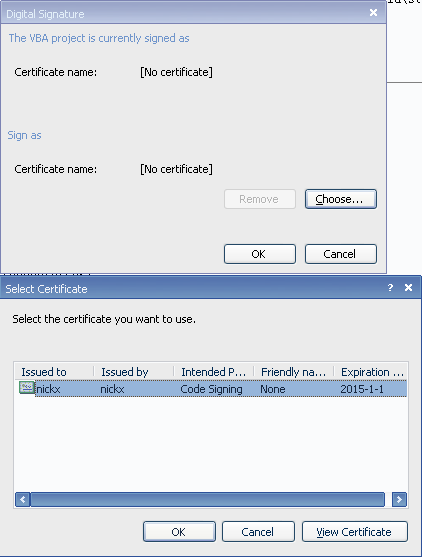 Digital Signature
The VBA project is currently signed as
Certificate name: [No certificate]
Sign as
Certificate name: [No certificate]
Remove Choose...
OK Cancel
Select Certificate ?
Select the certificate you want to use.
Issued to Issued by Intended P... Friendly na... Expiration ...
nickx nickx Code Signing None 2015-1-1
OK Cancel View Certificate